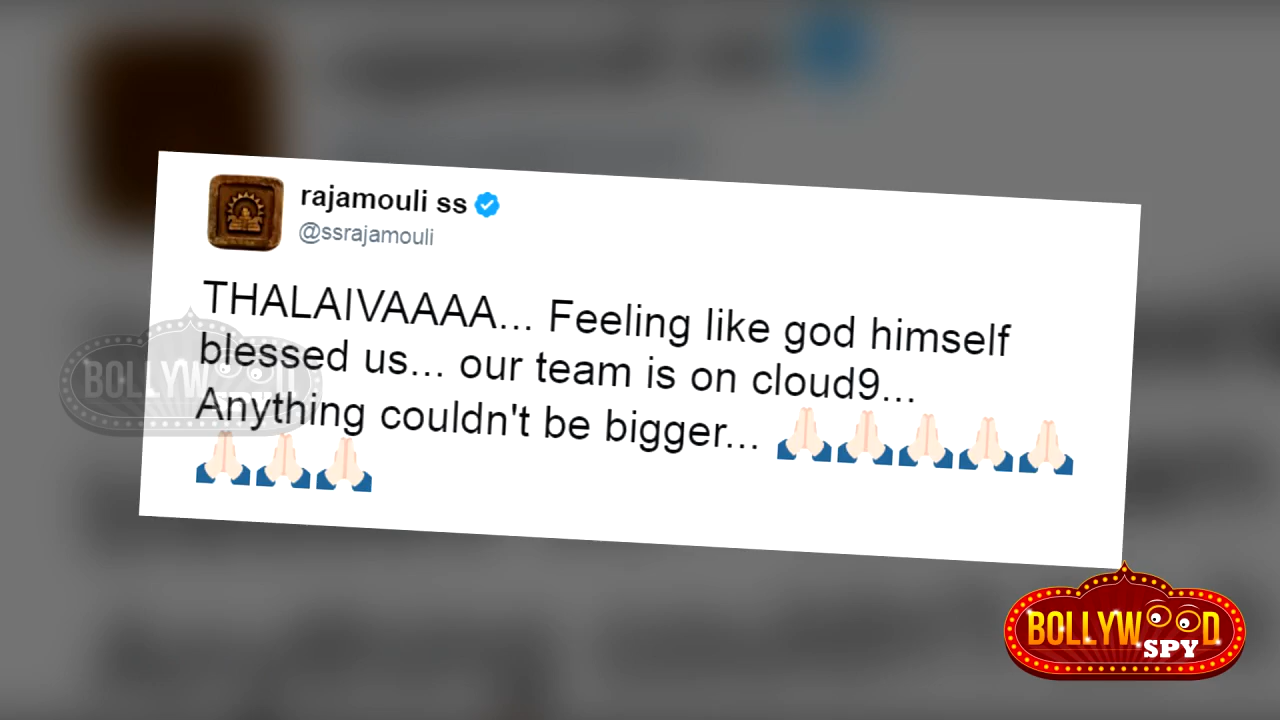 rajamouli ss
@ssrajamouli
THALAIVAAAA... Feeling like god himself
blessed us... our team is on cloud9...
Anything couldn't be bigger... 🙏🏻🙏🏻🙏🏻🙏🏻🙏🏻
🙏🏻🙏🏻🙏🏻
BOLLYWOOD
BOLLYWOOD
SPY